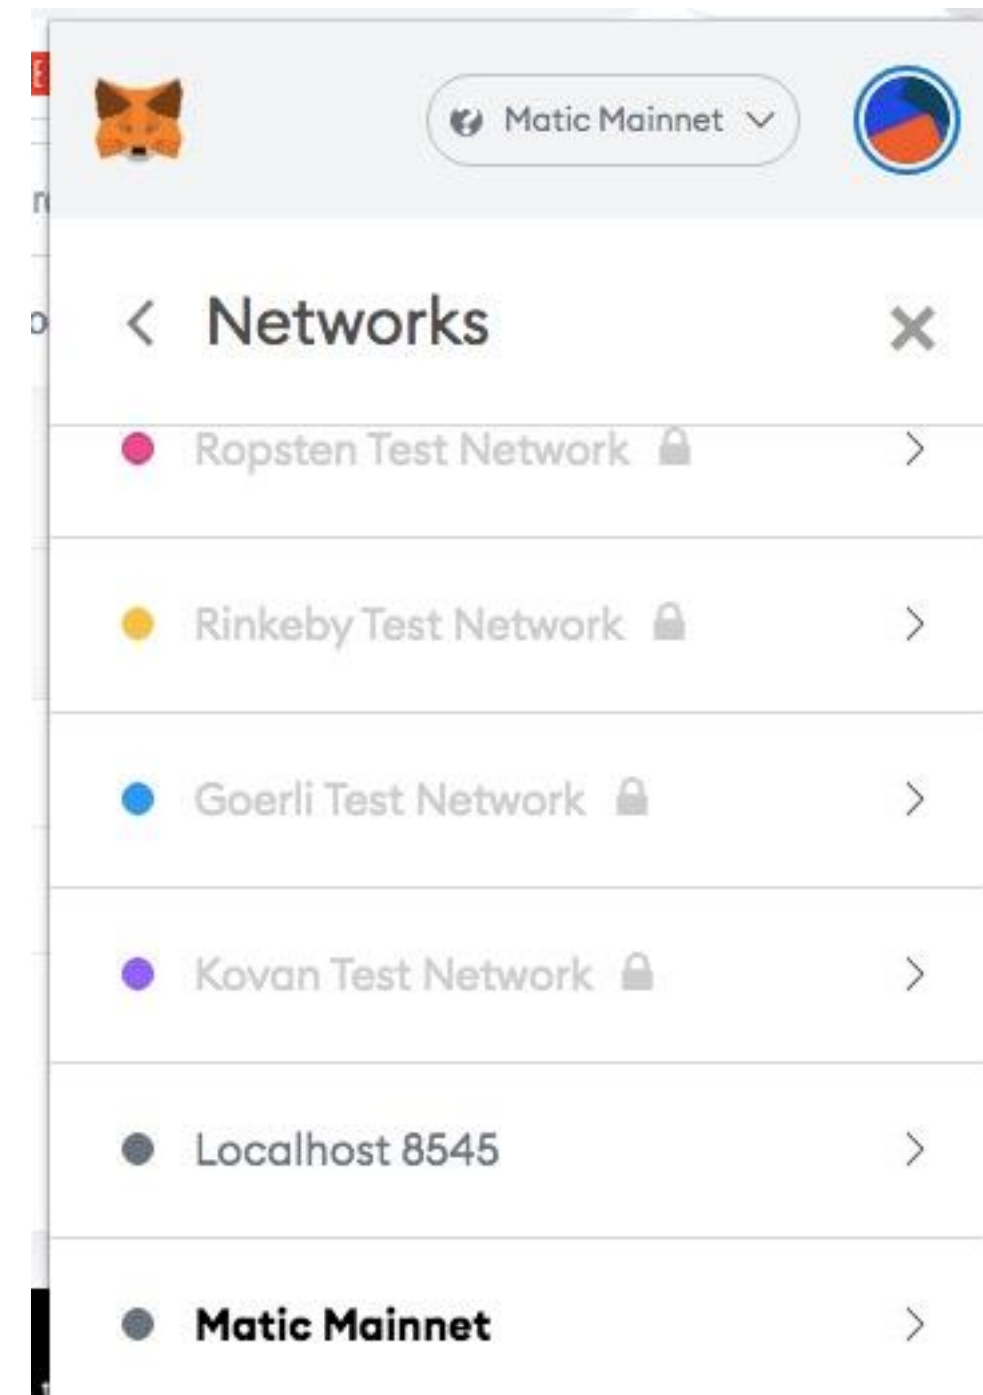 Matic Mainnet
Networks
Ropsten Test Network
Rinkeby Test Network
Goerli Test Network
Kovan Test Network
Localhost 8545
Matic Mainnet